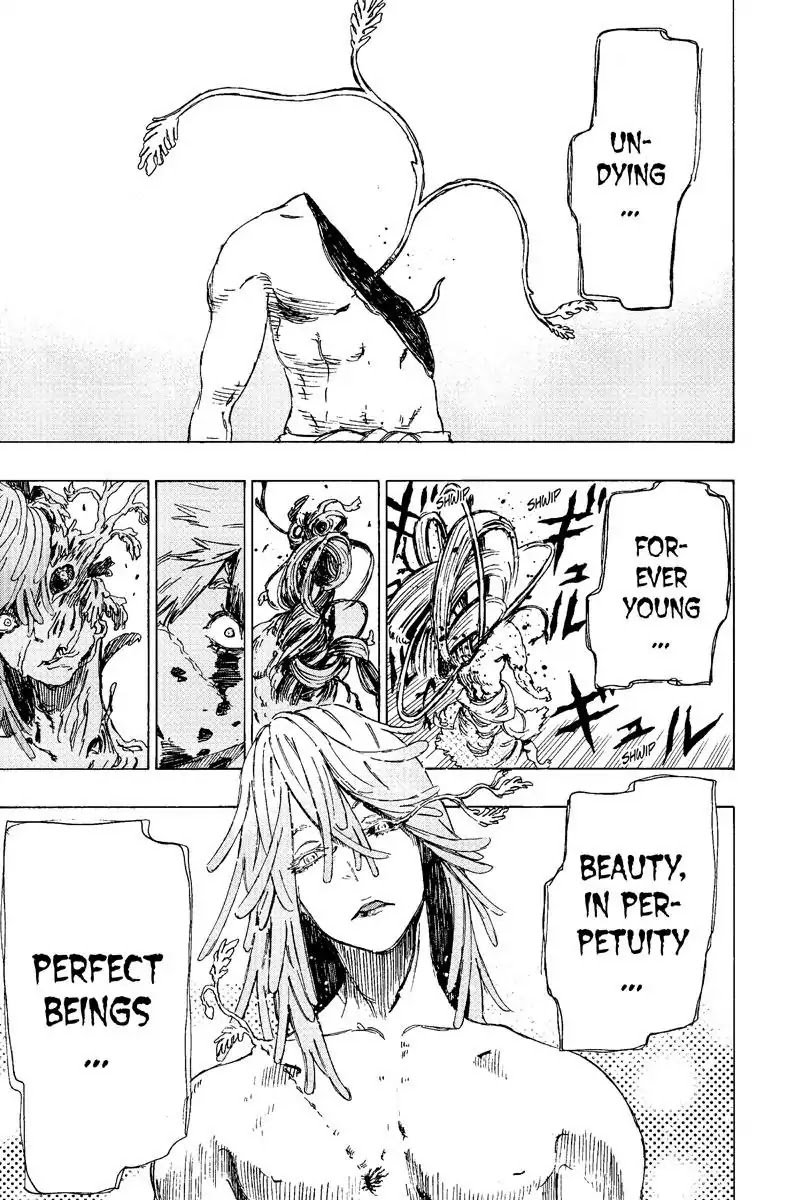 UN-
DYING
...
FOR-
EVER
YOUNG
...
SHWIP
SHWIP
ギュル
SHWIP
ギュル
BEAUTY,
IN PER-
PETUITY
...
PERFECT
BEINGS
...